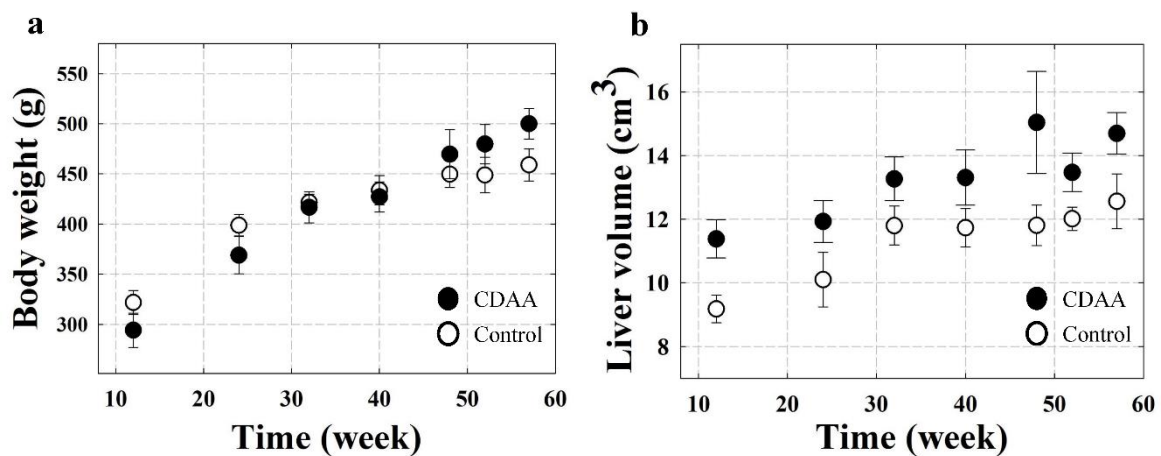 a
Body weight (g)
550
500
450
400
350
300
CDAA
Control
10 20 30 40 50 60
Time (week)
b
Liver volume (cm³)
16
14
12
10
8
CDAA
Control
10 20 30 40 50 60
Time (week)